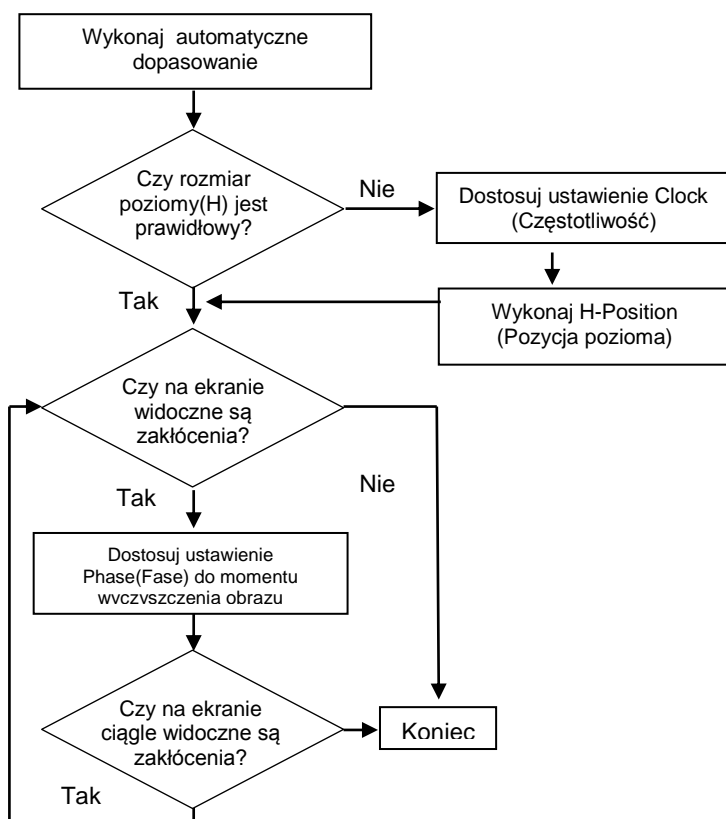 Wykonaj automatyczne
dopasowanie
Czy rozmiar
poziomy(H) jest
prawidłowy?
Nie
Dostosuj ustawienie Clock
(Częstotliwość)
Tak
Wykonaj H-Position
(Pozycja pozioma)
Czy na ekranie
widoczne są
zakłócenia?
Tak
Nie
Dostosuj ustawienie
Phase(Fase) do momentu
wyczyszczenia obrazu
Czy na ekranie
ciągle widoczne są
zakłócenia?
Koniec
Tak